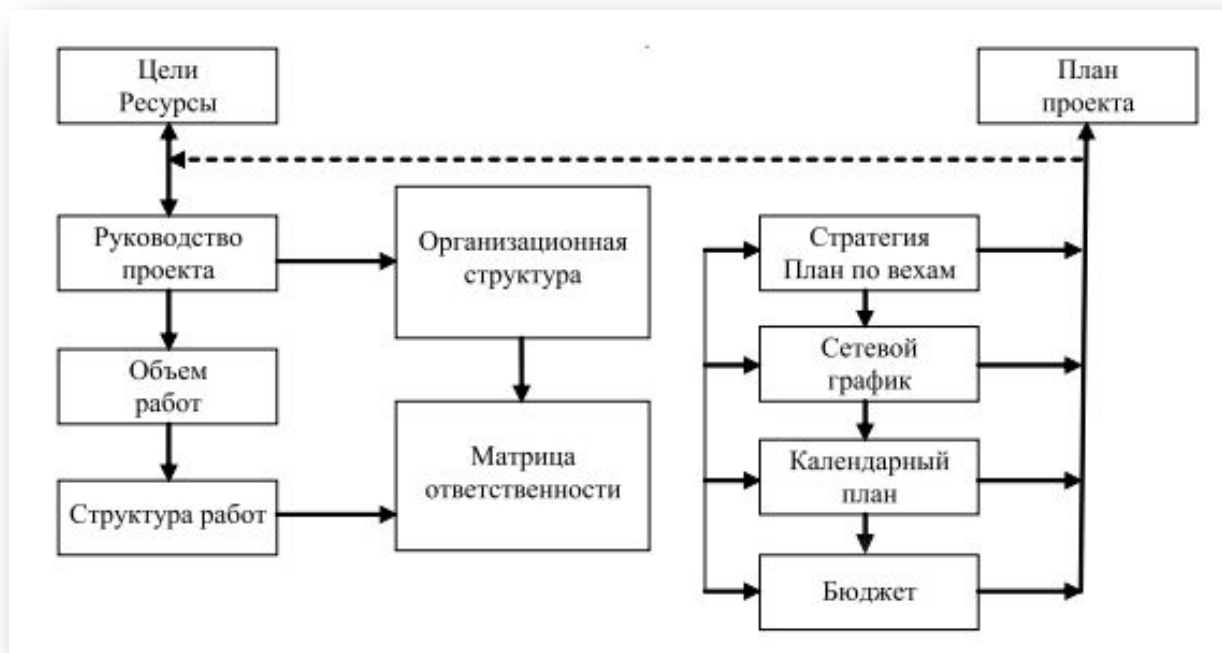 Цели
Ресурсы
План
проекта
Руководство
проекта
Организационная
структура
Стратегия
План по вехам
Объем
работ
Сетевой
график
Матрица
ответственности
Календарный
план
Структура работ
Бюджет